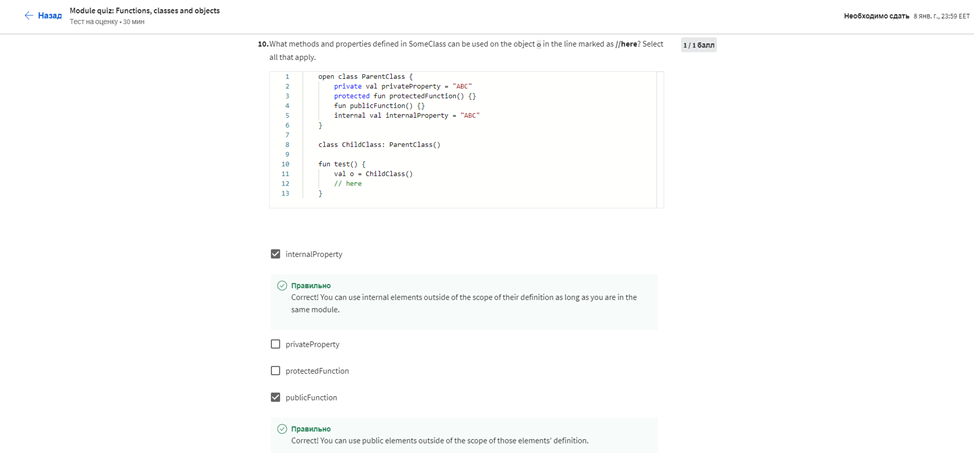 Назад
Module quiz: Functions, classes and objects
Тест на оценку • 30 мин
Необходимо сдать 8 янв. г., 23:59 EET
10. What methods and properties defined in SomeClass can be used on the object o in the line marked as //here? Select
all that apply.
1 / 1 балл
1 open class ParentClass {
2 private val privateProperty = "ABC"
3 protected fun protectedFunction() {}
4 fun publicFunction() {}
5 internal val internalProperty = "ABC"
6 }
7
8 class ChildClass: ParentClass()
9
10 fun test() {
11 val o = ChildClass()
12 // here
13 }
internalProperty
Правильно
Correct! You can use internal elements outside of the scope of their definition as long as you are in the
same module.
privateProperty
protectedFunction
publicFunction
Правильно
Correct! You can use public elements outside of the scope of those elements' definition.